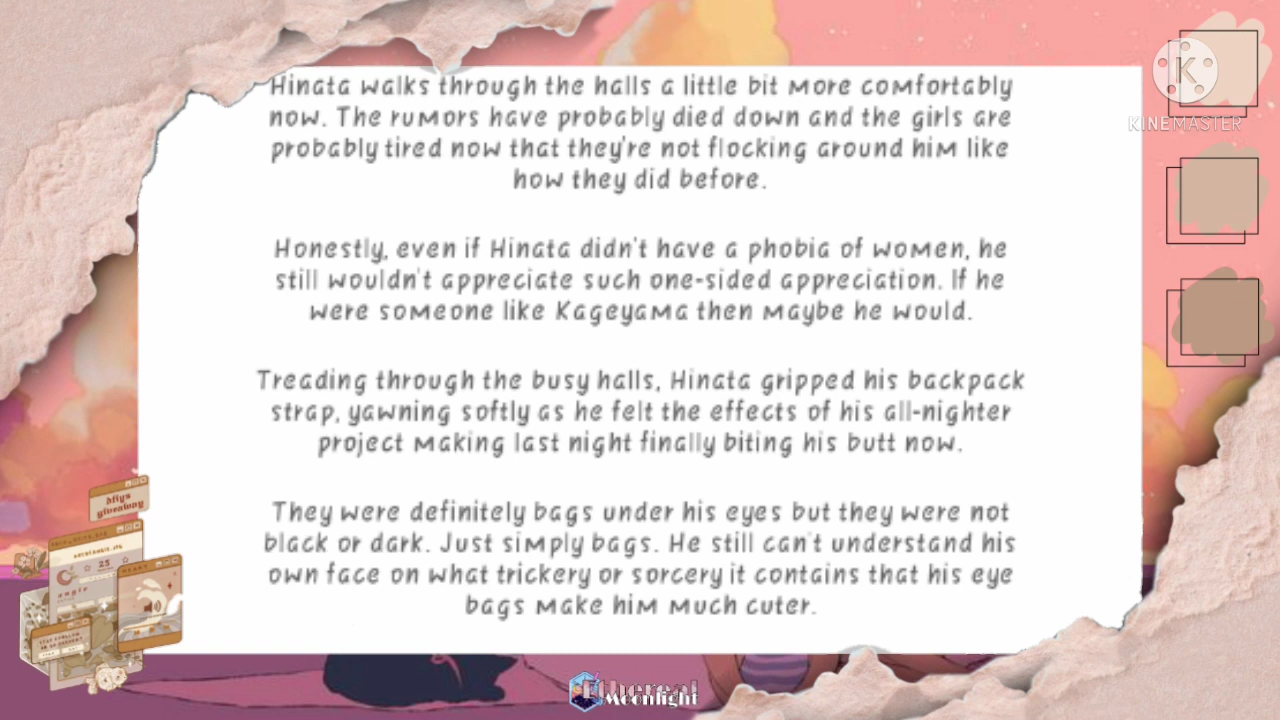 Hinata walks through the halls a little bit more comfortably
now. The rumors have probably died down and the girls are
probably tired now that they're not flocking around him like
how they did before.
Honestly, even if Hinata didn't have a phobia of women, he
still wouldn't appreciate such one-sided appreciation. If he
were someone like Kageyama then maybe he would.
Treading through the busy halls, Hinata gripped his backpack
strap, yawning softly as he felt the effects of his all-nighter
project making last night finally biting his butt now.
They were definitely bags under his eyes but they were not
black or dark. Just simply bags. He still can't understand his
own face on what trickery or sorcery it contains that his eye
bags make him much cuter.
K
KINEMASTER
giveaway
25
Ethereal
Moonlight